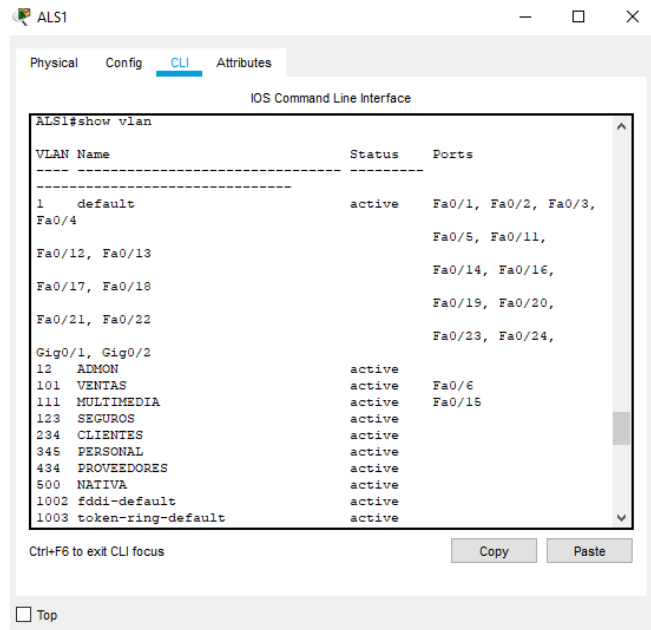 ALS1
Physical Config CLI Attributes
IOS Command Line Interface
ALS1#show vlan
VLAN Name Status Ports
---- -------------------------------- ---------
-------------------------------
1 default active Fa0/1, Fa0/2, Fa0/3,
Fa0/4
Fa0/5, Fa0/11,
Fa0/12, Fa0/13
Fa0/14, Fa0/16,
Fa0/17, Fa0/18
Fa0/19, Fa0/20,
Fa0/21, Fa0/22
Fa0/23, Fa0/24,
Gig0/1, Gig0/2
12 ADMON active
101 VENTAS active Fa0/6
111 MULTIMEDIA active Fa0/15
123 SEGUROS active
234 CLIENTES active
345 PERSONAL active
434 PROVEEDORES active
500 NATIVA active
1002 fddi-default active
1003 token-ring-default active
Ctrl+F6 to exit CLI focus
Copy Paste
Top